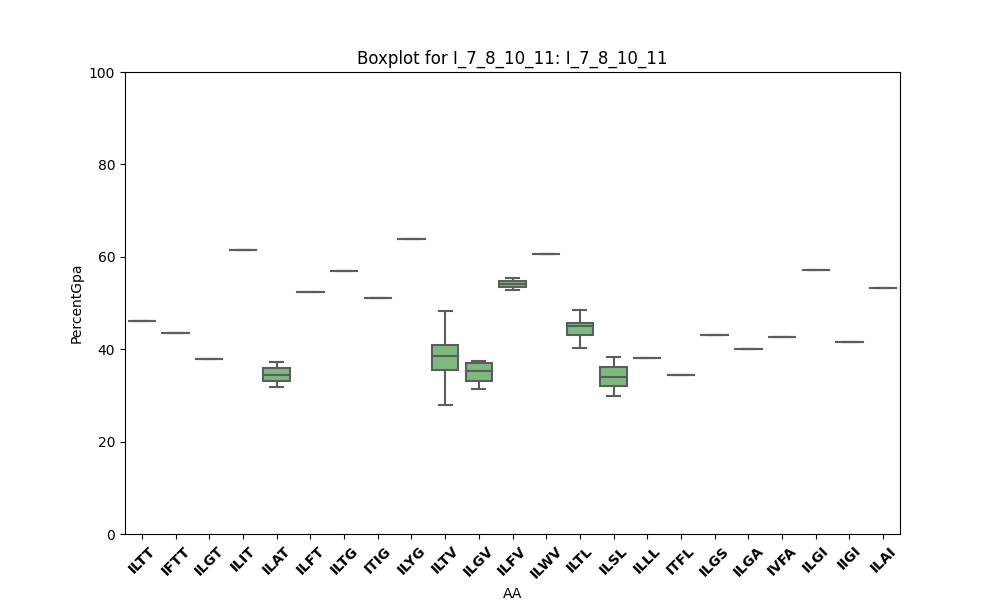 Boxplot for I_7_8_10_11: I_7_8_10_11
100
80
60
40
20
0
PercentGpa
ILTT IFTT ILGT ILIT ILAT ILFT ILTG ITIG ILYG ILTV ILGV ILFV ILWV ILTL ILSL ILLL ITFL ILGS ILGA IVFA ILGI IIGI ILAI
AA